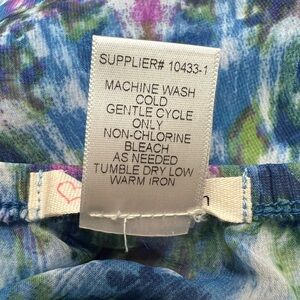 SUPPLIER# 10433-1
MACHINE WASH
COLD
GENTLE CYCLE
ONLY
NON-CHLORINE
BLEACH
AS NEEDED
TUMBLE DRY LOW
WARM IRON